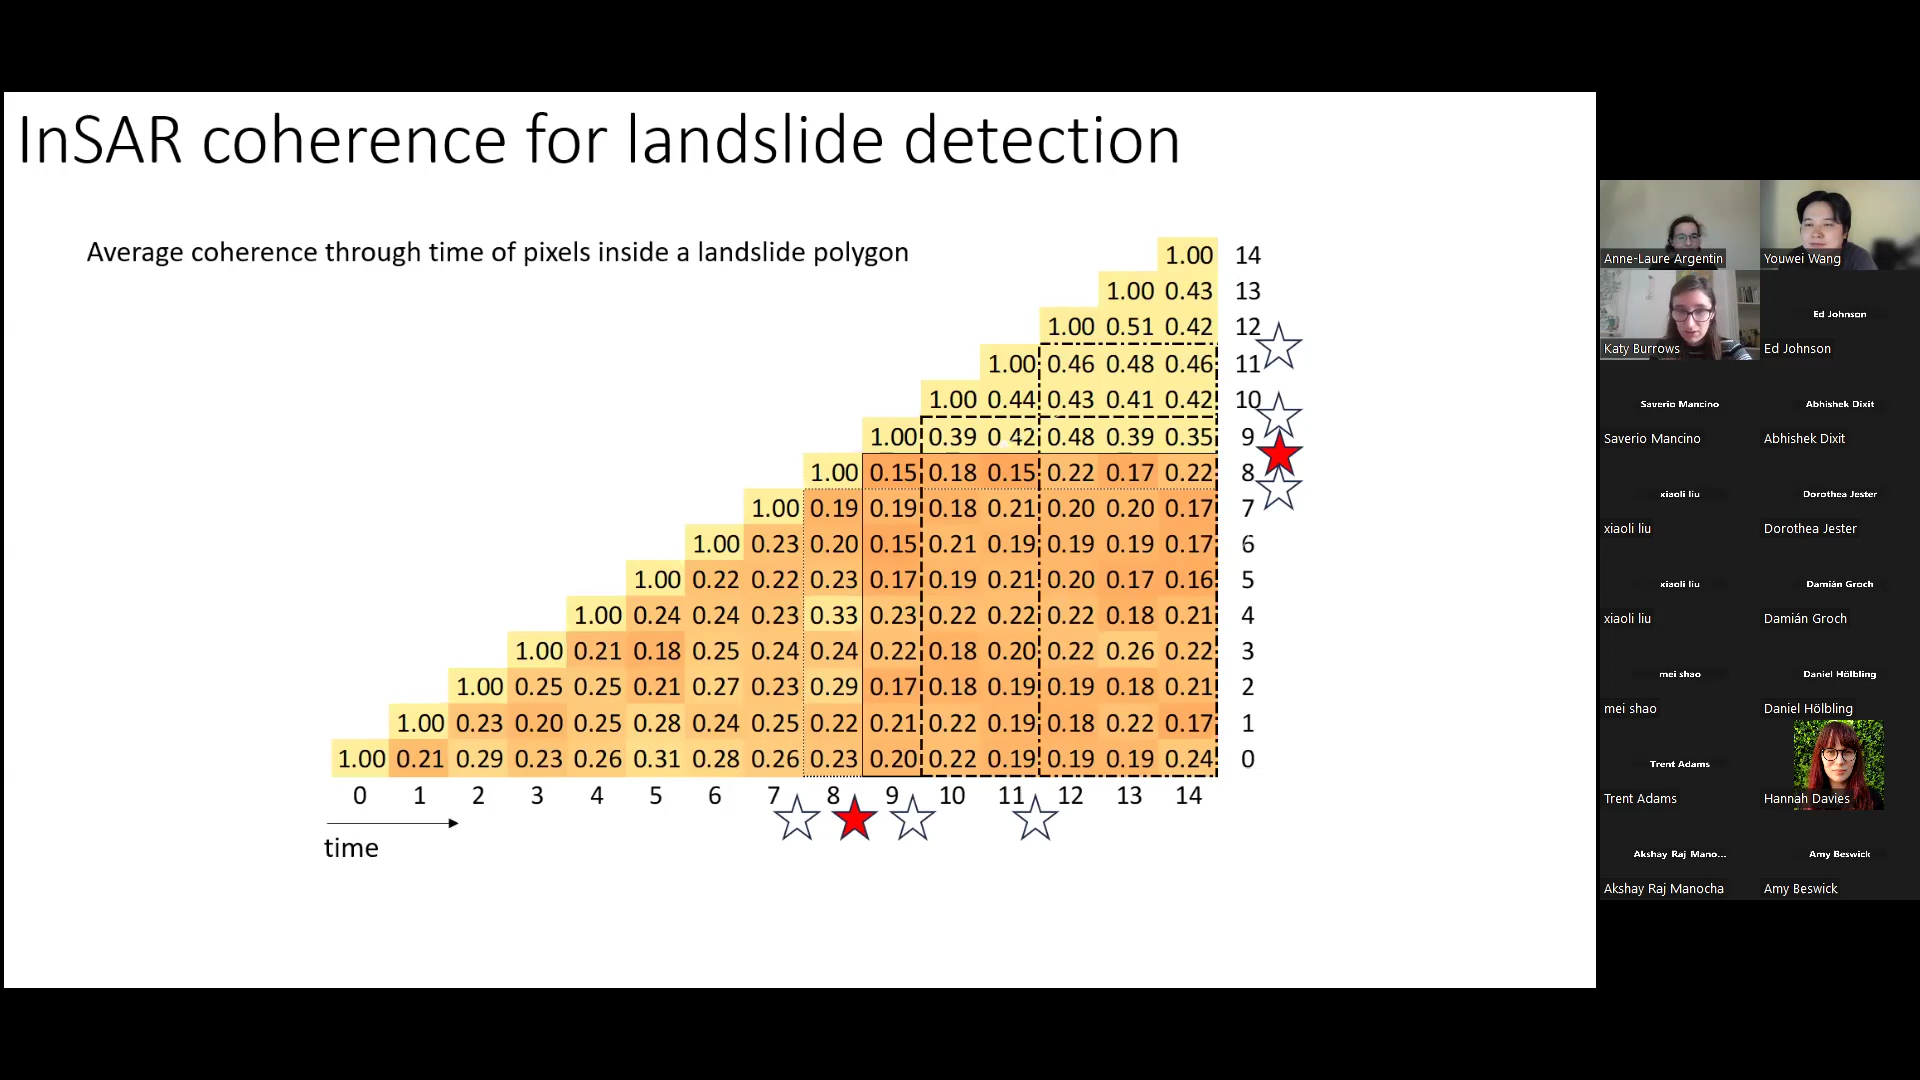 InSAR coherence for landslide detection
Average coherence through time of pixels inside a landslide polygon
1.00 14
1.00 0.43 13
1.00 0.51 0.42 12
1.00 0.46 0.48 0.46 11
1.00 0.44 0.43 0.41 0.42 10
1.00 0.39 0.42 0.48 0.39 0.35 9
1.00 0.15 0.18 0.15 0.22 0.17 0.22 8
1.00 0.19 0.19 0.18 0.21 0.20 0.20 0.17 7
1.00 0.23 0.20 0.15 0.21 0.19 0.19 0.19 0.17 6
1.00 0.22 0.22 0.23 0.17 0.19 0.21 0.20 0.17 0.16 5
1.00 0.24 0.24 0.23 0.33 0.23 0.22 0.22 0.22 0.18 0.21 4
1.00 0.21 0.18 0.25 0.24 0.24 0.22 0.18 0.20 0.22 0.26 0.22 3
1.00 0.25 0.25 0.21 0.27 0.23 0.29 0.17 0.18 0.19 0.19 0.18 0.21 2
1.00 0.23 0.20 0.25 0.28 0.24 0.25 0.22 0.21 0.22 0.19 0.18 0.22 0.17 1
1.00 0.21 0.29 0.23 0.26 0.31 0.28 0.26 0.23 0.20 0.22 0.19 0.19 0.19 0.24 0
0 1 2 3 4 5 6 7 8 9 10 11 12 13 14
time
Anne-Laure Argentin
Youwei Wang
Katy Burrows
Ed Johnson
Ed Johnson
Saverio Mancino
Saverio Mancino
Abhishek Dixit
Abhishek Dixit
xiaoli liu
xiaoli liu
Dorothea Jester
Dorothea Jester
xiaoli liu
xiaoli liu
Damián Groch
Damián Groch
mei shao
mei shao
Daniel Hölbling
Daniel Hölbling
Trent Adams
Trent Adams
Hannah Davies
Akshay Raj Mano...
Akshay Raj Manocha
Amy Beswick
Amy Beswick